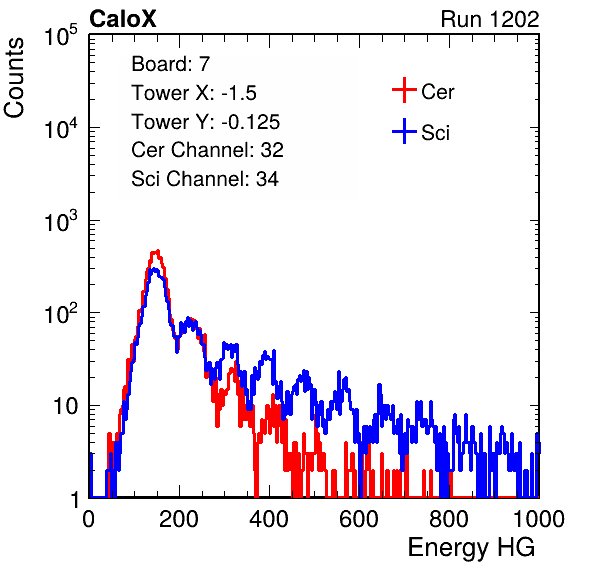 CaloX Run 1202
Counts
10^5
10^4
10^3
10^2
10
1
Board: 7
Tower X: -1.5
Tower Y: -0.125
Cer Channel: 32
Sci Channel: 34
Cer
Sci
0 200 400 600 800 1000
Energy HG